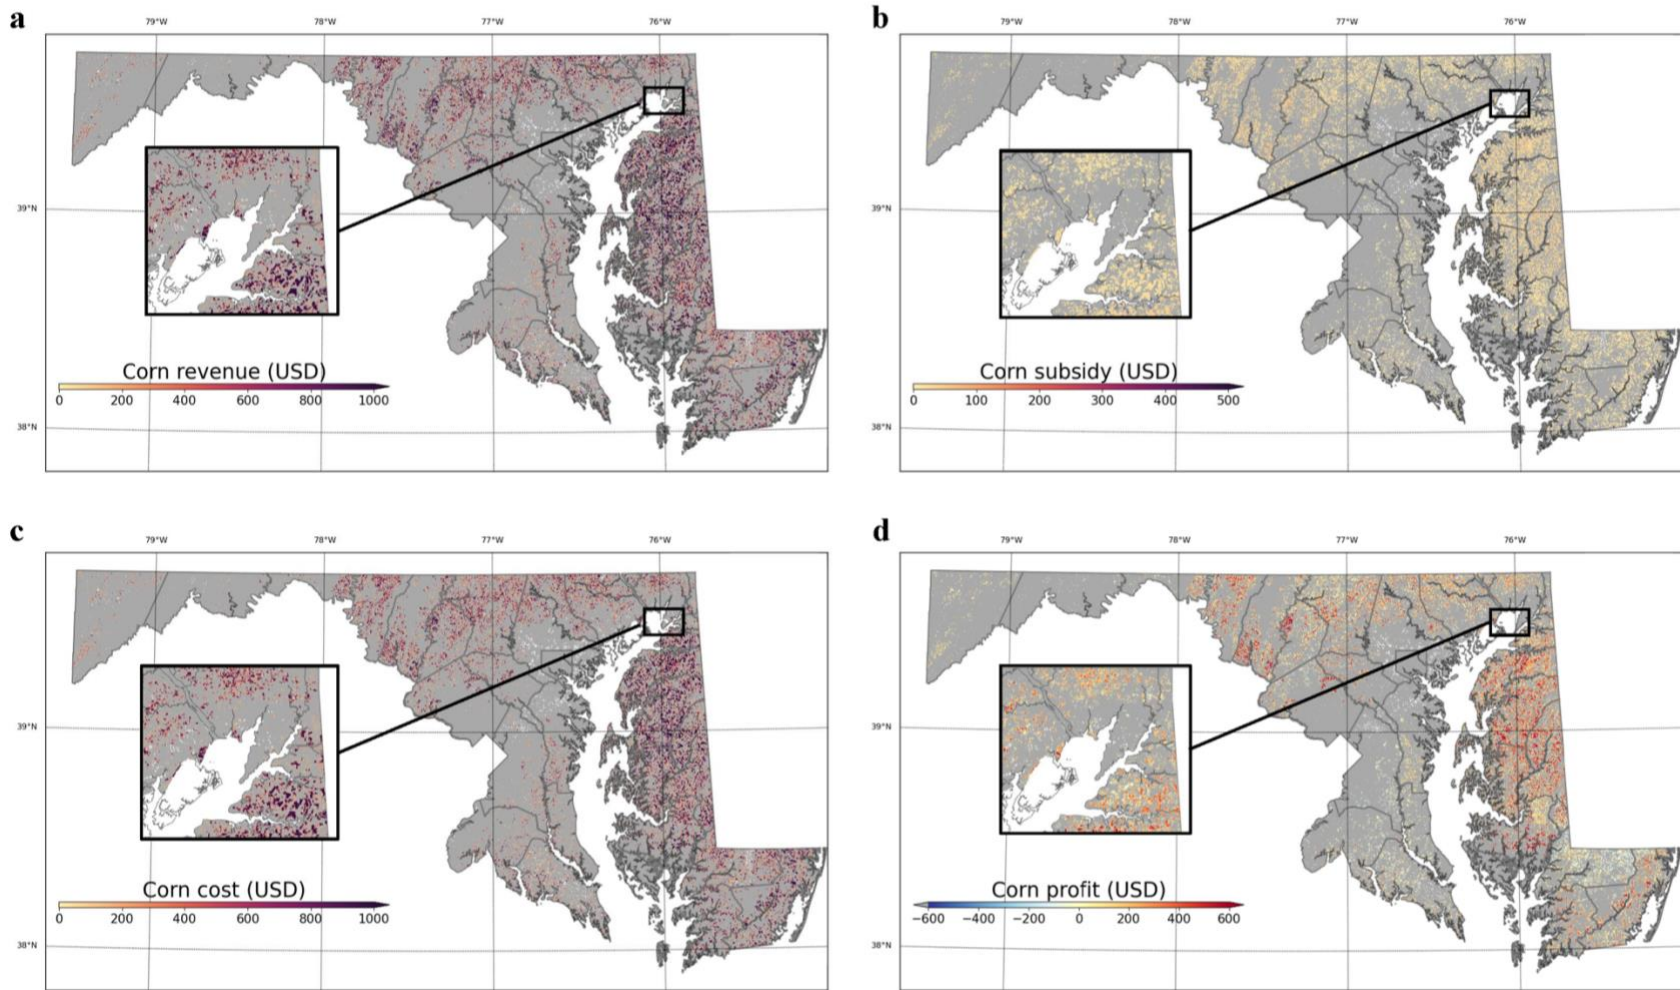 a
79°W 78°W 77°W 76°W
39°N
38°N
Corn revenue (USD)
0 200 400 600 800 1000
b
79°W 78°W 77°W 76°W
39°N
38°N
Corn subsidy (USD)
0 100 200 300 400 500
c
79°W 78°W 77°W 76°W
39°N
38°N
Corn cost (USD)
0 200 400 600 800 1000
d
79°W 78°W 77°W 76°W
39°N
38°N
Corn profit (USD)
−600 −400 −200 0 200 400 600